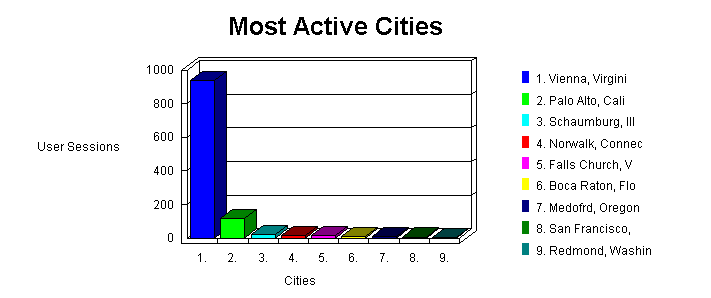 Most Active Cities
1000
800
600
400
200
0
User Sessions
1. 2. 3. 4. 5. 6. 7. 8. 9.
Cities
1. Vienna, Virgini
2. Palo Alto, Cali
3. Schaumburg, Ill
4. Norwalk, Connec
5. Falls Church, V
6. Boca Raton, Flo
7. Medofrd, Oregon
8. San Francisco,
9. Redmond, Washin